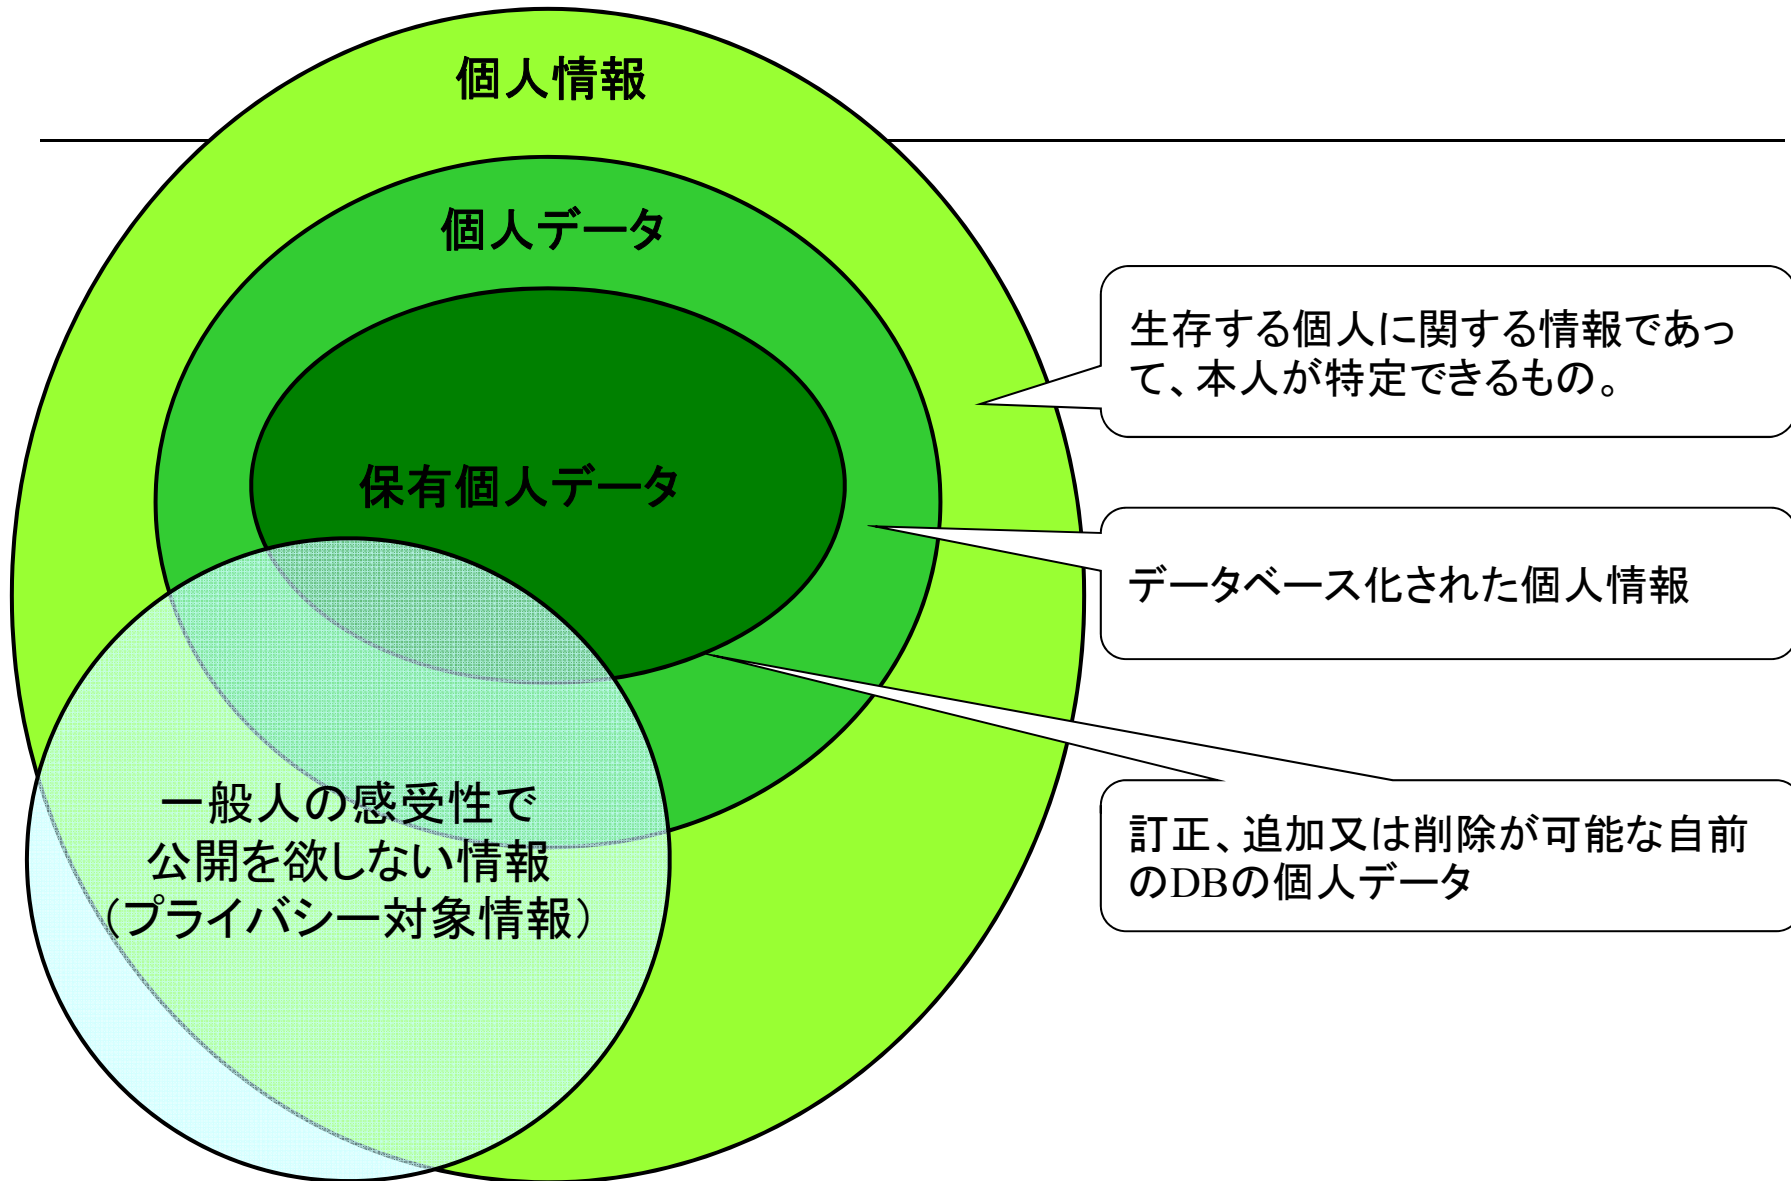 個人情報
個人データ
保有個人データ
一般人の感受性で
公開を欲しない情報
（プライバシー対象情報）
生存する個人に関する情報であっ
て、本人が特定できるもの。
データベース化された個人情報
訂正、追加又は削除が可能な自前
のDBの個人データ